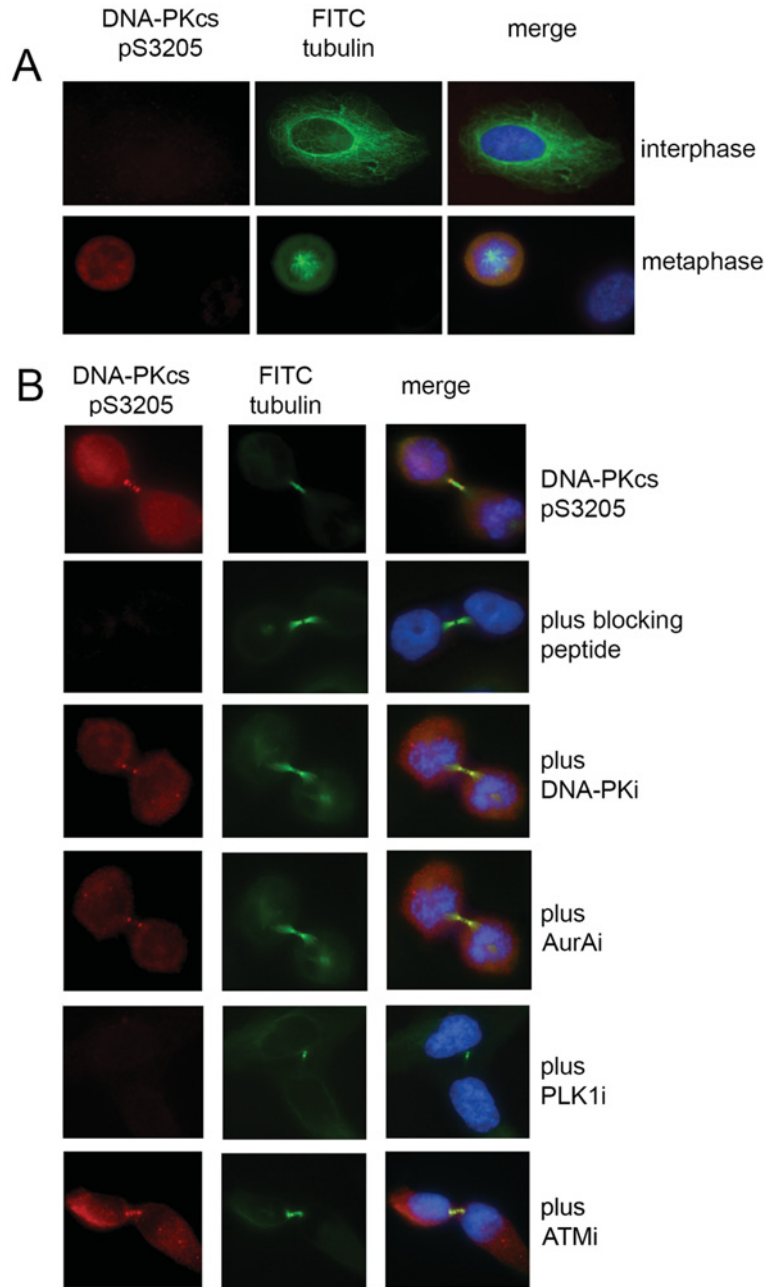 DNA-PKcs
pS3205
FITC
tubulin
merge
A
interphase
metaphase
B
DNA-PKcs
pS3205
FITC
tubulin
merge
DNA-PKcs
pS3205
plus blocking
peptide
plus
DNA-PKi
plus
AurAi
plus
PLK1i
plus
ATMi